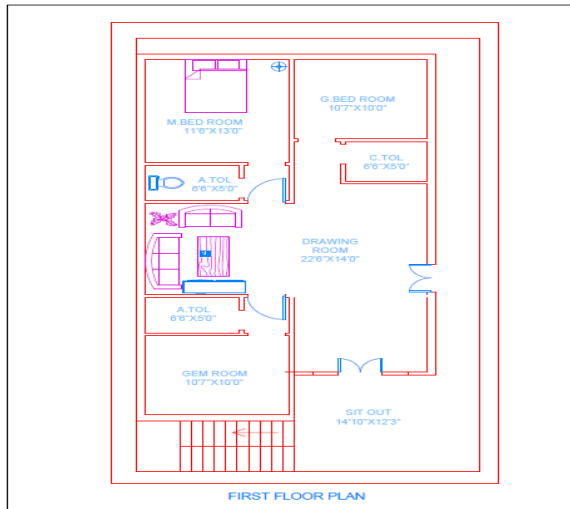 M.BED ROOM
11'6"X13'0"
G.BED ROOM
10'7"X10'0"
C.TOL
6'6"X5'0"
A.TOL
6'6"X5'0"
DRAWING
ROOM
22'6"X14'0"
A.TOL
6'6"X5'0"
GEM ROOM
10'7"X10'0"
SIT OUT
14'10"X12'3"
FIRST FLOOR PLAN